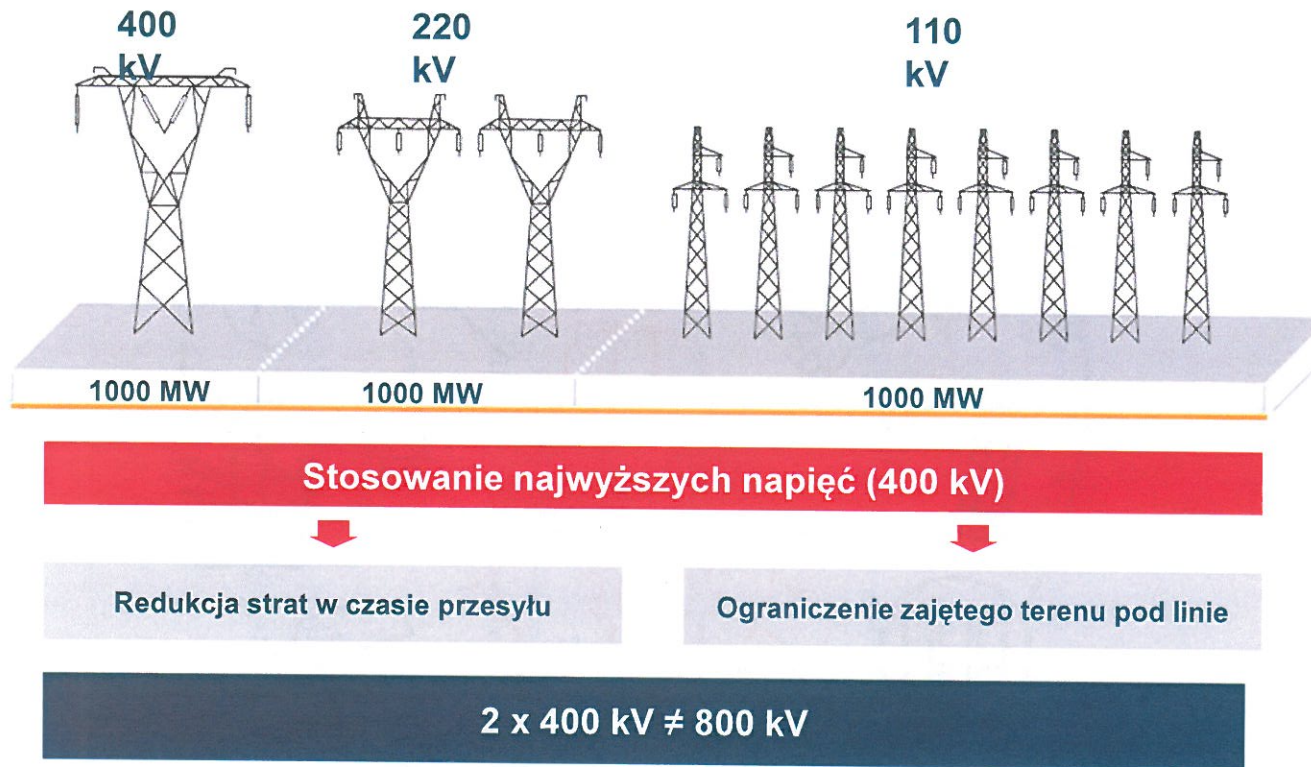 400
kV
220
kV
110
kV
1000 MW
1000 MW
1000 MW
Stosowanie najwyższych napięć (400 kV)
Redukcja strat w czasie przesyłu
Ograniczenie zajętego terenu pod linie
2 x 400 kV ≠ 800 kV